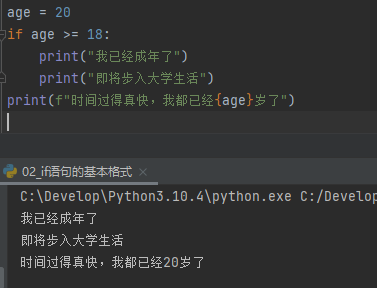 age = 20
if age >= 18:
    print("我已经成年了")
    print("即将步入大学生活")
print(f"时间过得真快，我都已经{age}岁了")
02_if语句的基本格式 ×
C:\Develop\Python3.10.4\python.exe C:/Develop
我已经成年了
即将步入大学生活
时间过得真快，我都已经20岁了